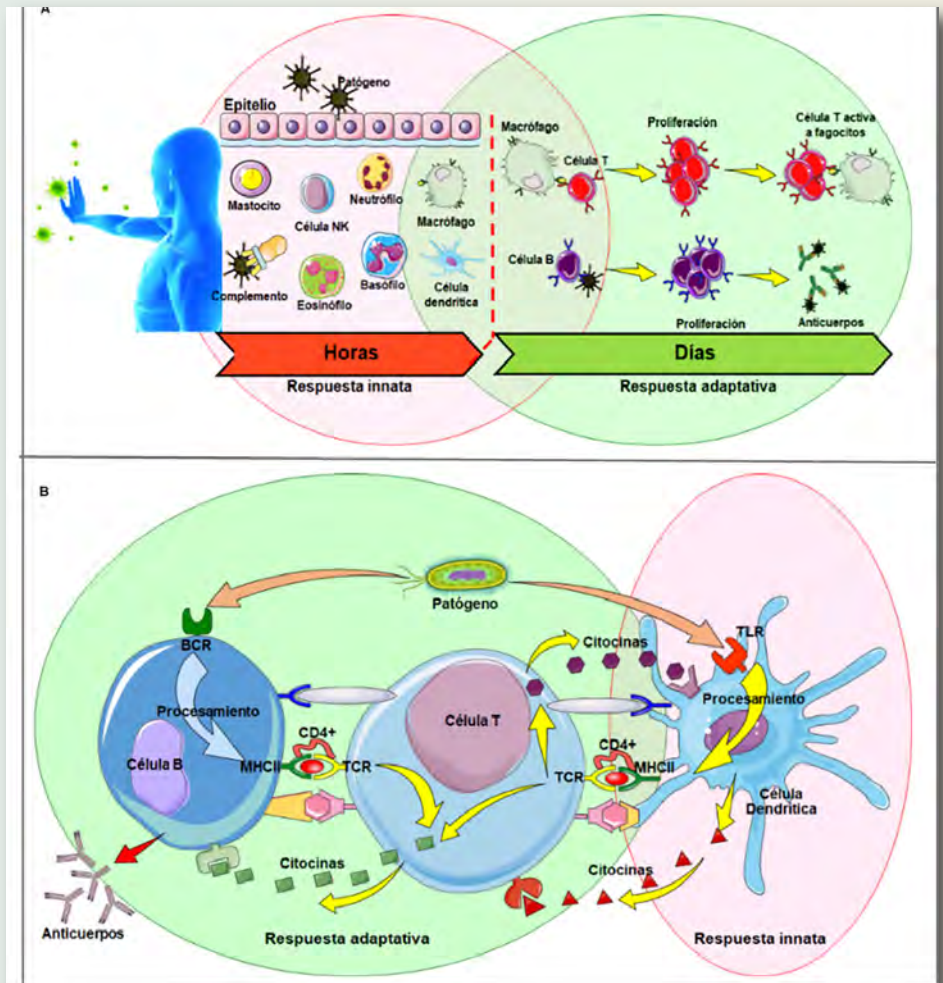 A
Patógeno
Epitelio
Mastocito
Célula NK
Neutrófilo
Macrófago
Complemento
Eosinófilo
Basófilo
Célula
dendrítica
Horas
Respuesta innata
Macrófago
Célula T
Proliferación
Célula T activa
a fagocitos
Célula B
Proliferación
Anticuerpos
Días
Respuesta adaptativa
B
Patógeno
BCR
Procesamiento
Célula B
MHCII
CD4+
TCR
Célula T
Citocinas
TLR
Procesamiento
CD4+
TCR
MHCII
Célula
Dendrítica
Citocinas
Citocinas
Anticuerpos
Respuesta adaptativa
Respuesta innata